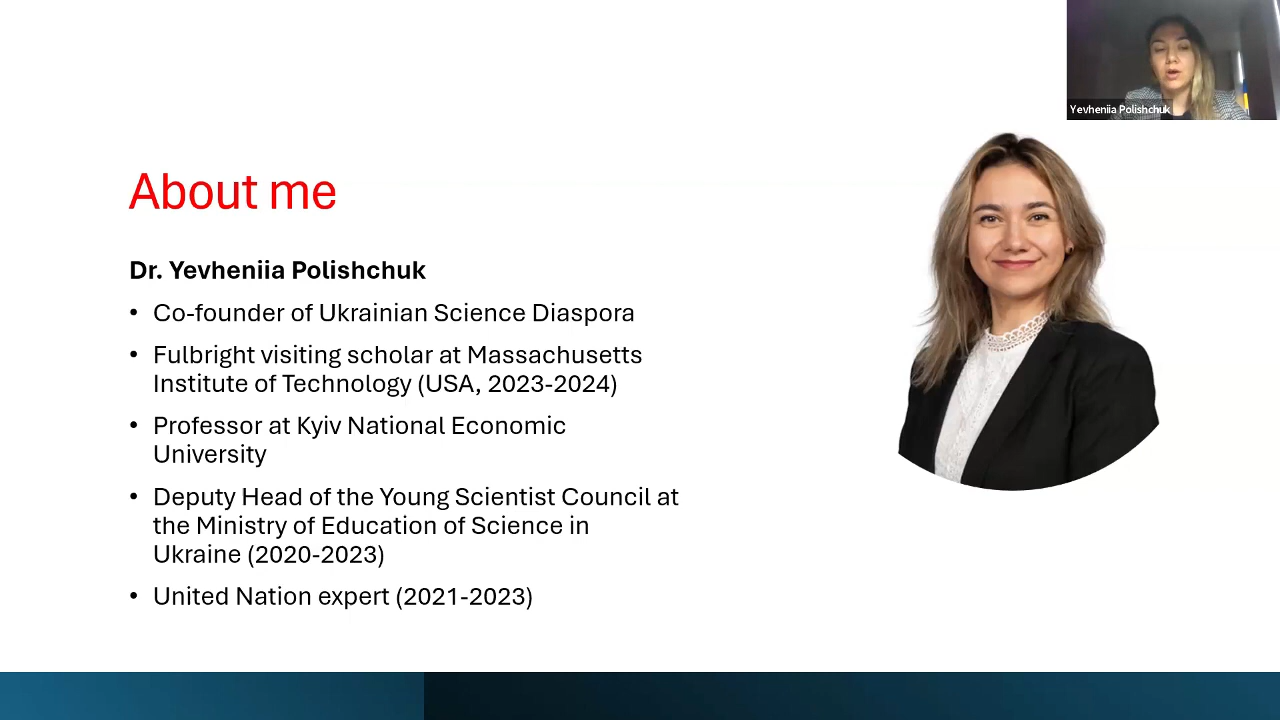 Yevheniia Polishchuk
About me
Dr. Yevheniia Polishchuk
• Co-founder of Ukrainian Science Diaspora
• Fulbright visiting scholar at Massachusetts
Institute of Technology (USA, 2023-2024)
• Professor at Kyiv National Economic
University
• Deputy Head of the Young Scientist Council at
the Ministry of Education of Science in
Ukraine (2020-2023)
• United Nation expert (2021-2023)